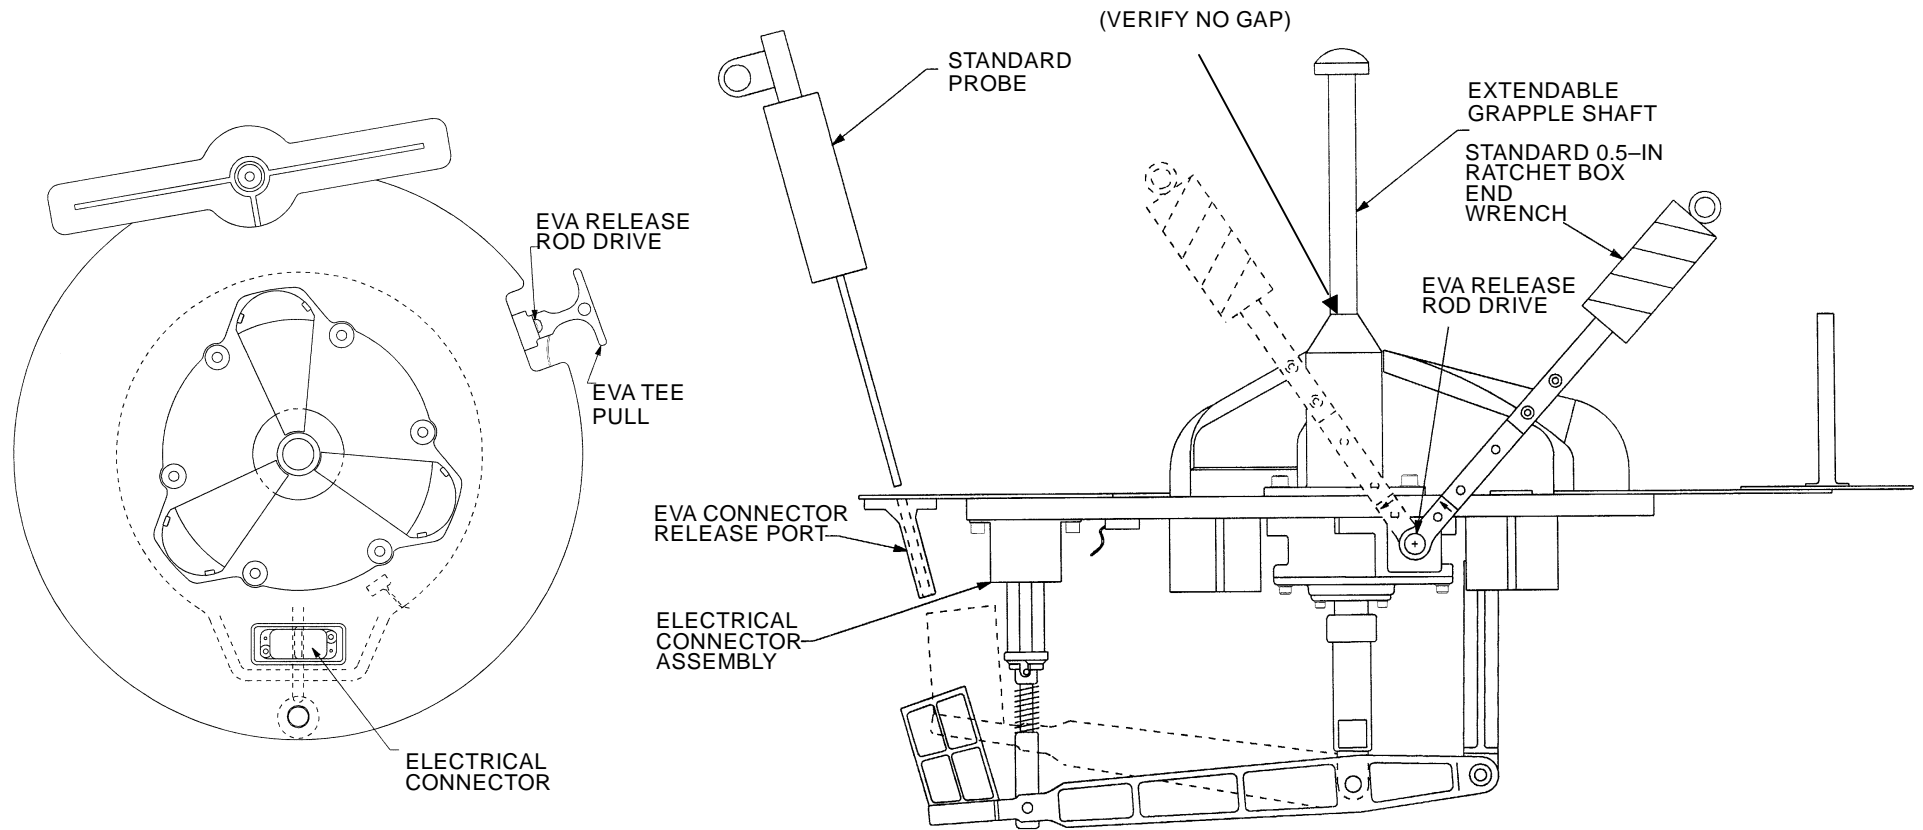 (VERIFY NO GAP)
STANDARD
PROBE
EXTENDABLE
GRAPPLE SHAFT
STANDARD 0.5–IN
RATCHET BOX
END
WRENCH
EVA RELEASE
ROD DRIVE
EVA RELEASE
ROD DRIVE
EVA TEE
PULL
EVA CONNECTOR
RELEASE PORT
ELECTRICAL
CONNECTOR
ASSEMBLY
ELECTRICAL
CONNECTOR